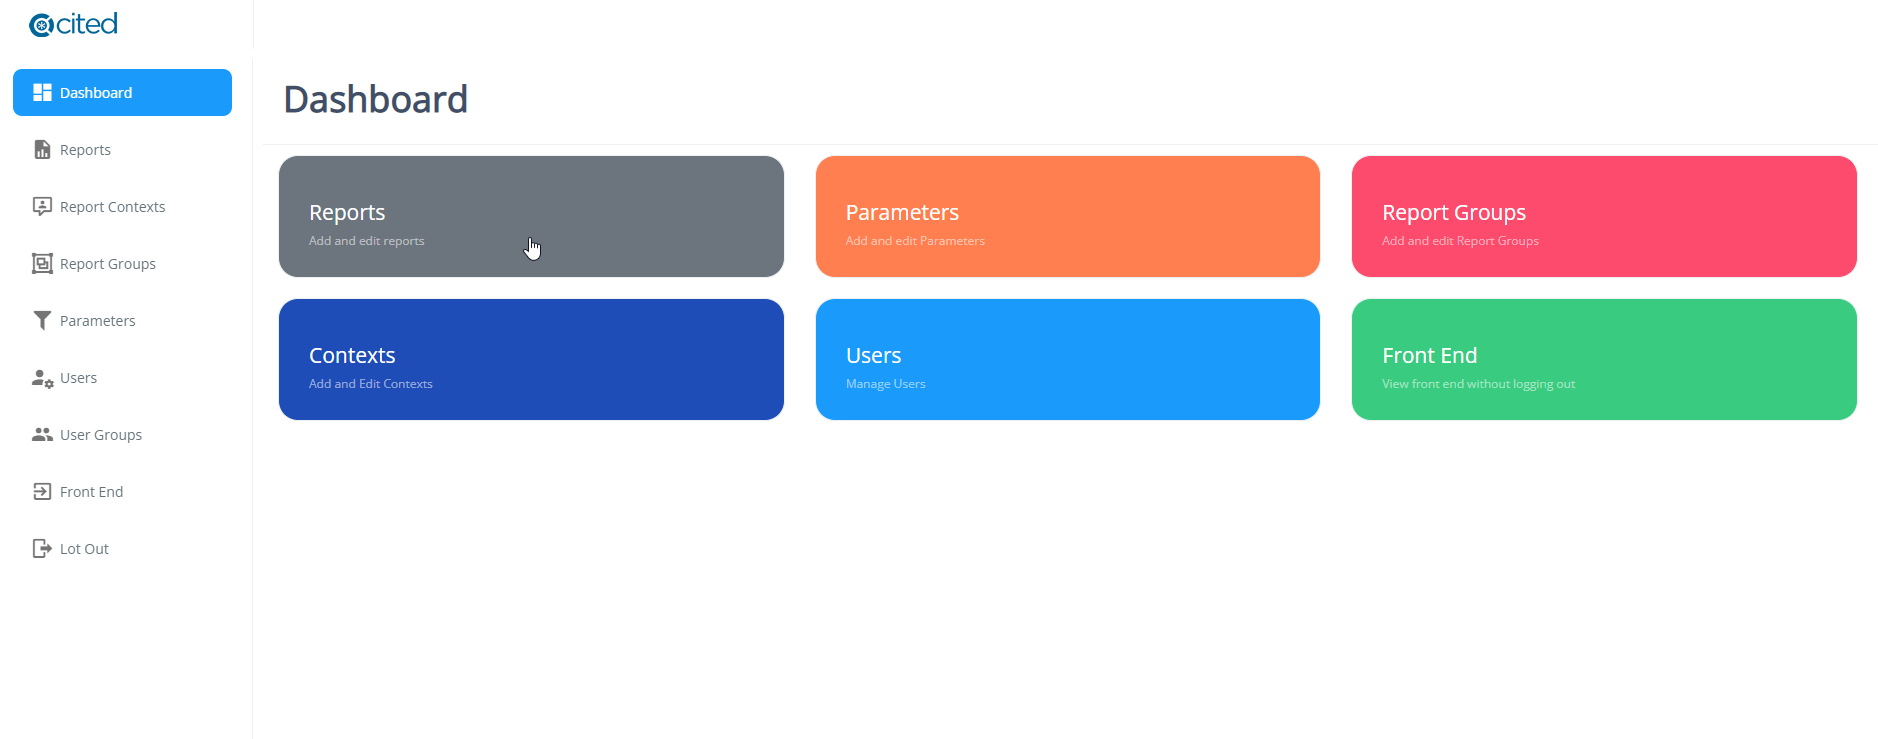 cited
Dashboard
Reports
Report Contexts
Report Groups
Parameters
Users
User Groups
Front End
Lot Out
Dashboard
Reports
Add and edit reports
Parameters
Add and edit Parameters
Report Groups
Add and edit Report Groups
Contexts
Add and Edit Contexts
Users
Manage Users
Front End
View front end without logging out